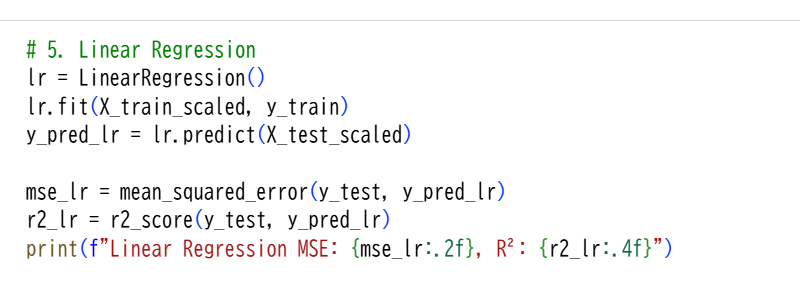 # 5. Linear Regression
lr = LinearRegression()
lr.fit(X_train_scaled, y_train)
y_pred_lr = lr.predict(X_test_scaled)
mse_lr = mean_squared_error(y_test, y_pred_lr)
r2_lr = r2_score(y_test, y_pred_lr)
print(f”Linear Regression MSE: {mse_lr:.2f}, R²: {r2_lr:.4f}”)